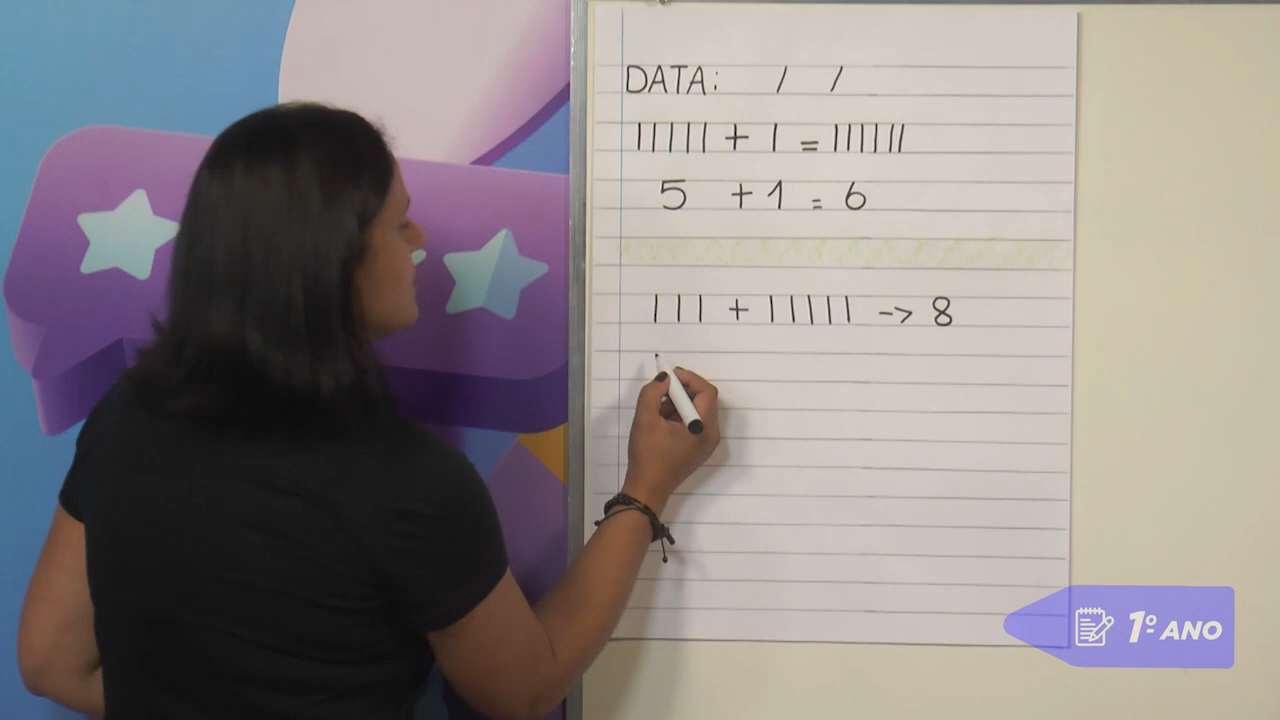 DATA: / /
||||| + | = ||||||
5 + 1 = 6
||| + ||||| -> 8
1º ANO